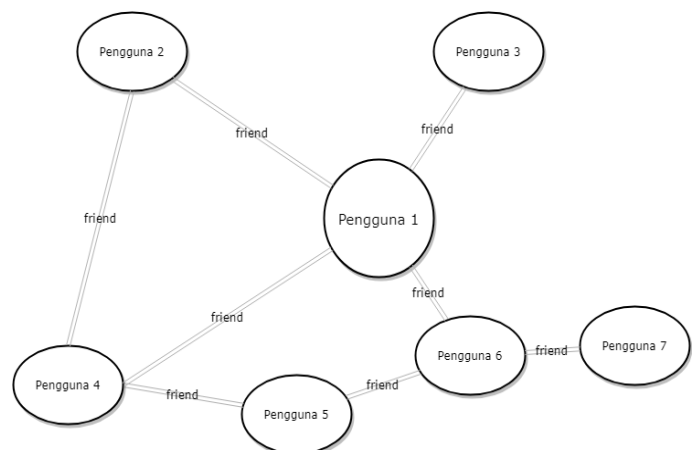 Pengguna 2
Pengguna 3
friend
friend
friend
Pengguna 1
friend
friend
Pengguna 6
friend
Pengguna 7
Pengguna 4
friend
friend
Pengguna 5